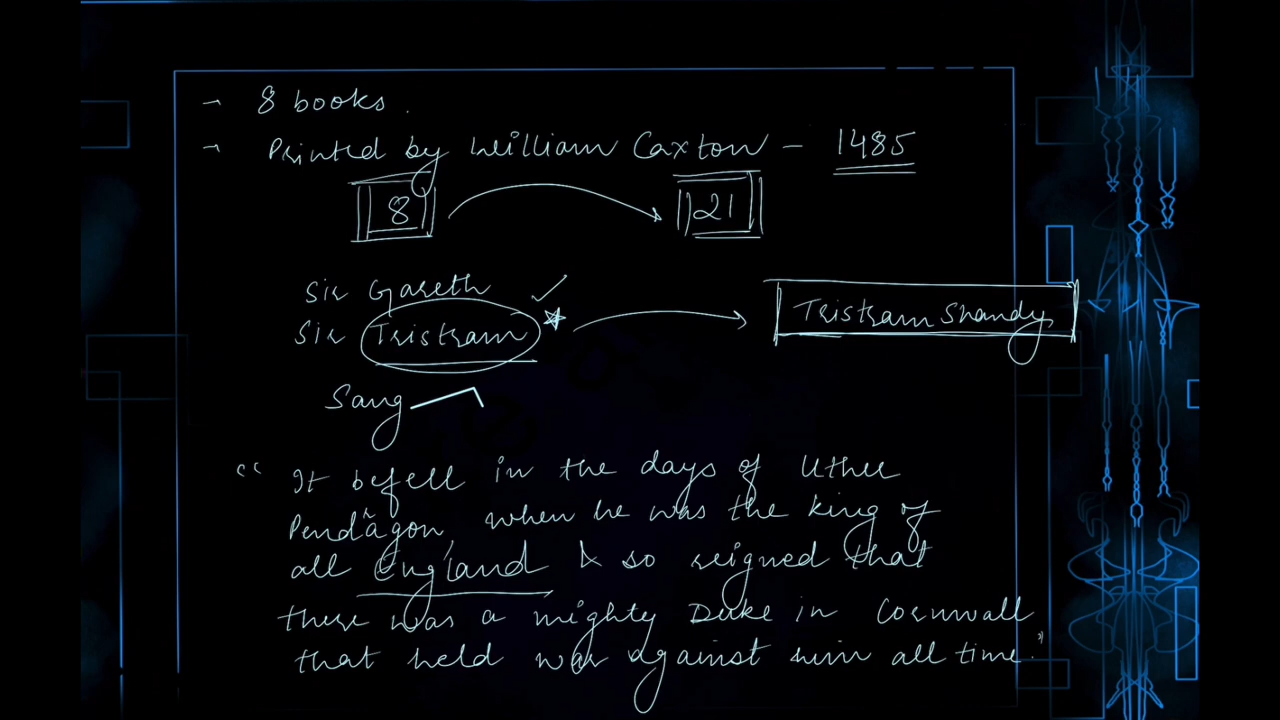 → 8 books.
→ Printed by William Caxton – 1485
8 → 21
Sir Gareth ✓
Sir Tristram ☆ → Tristram Shandy
Sang
“ It befell in the days of Uther
Pendragon, when he was the king of
all England & so reigned that
there was a mighty Duke in Cornwall
that held war against him all time.”